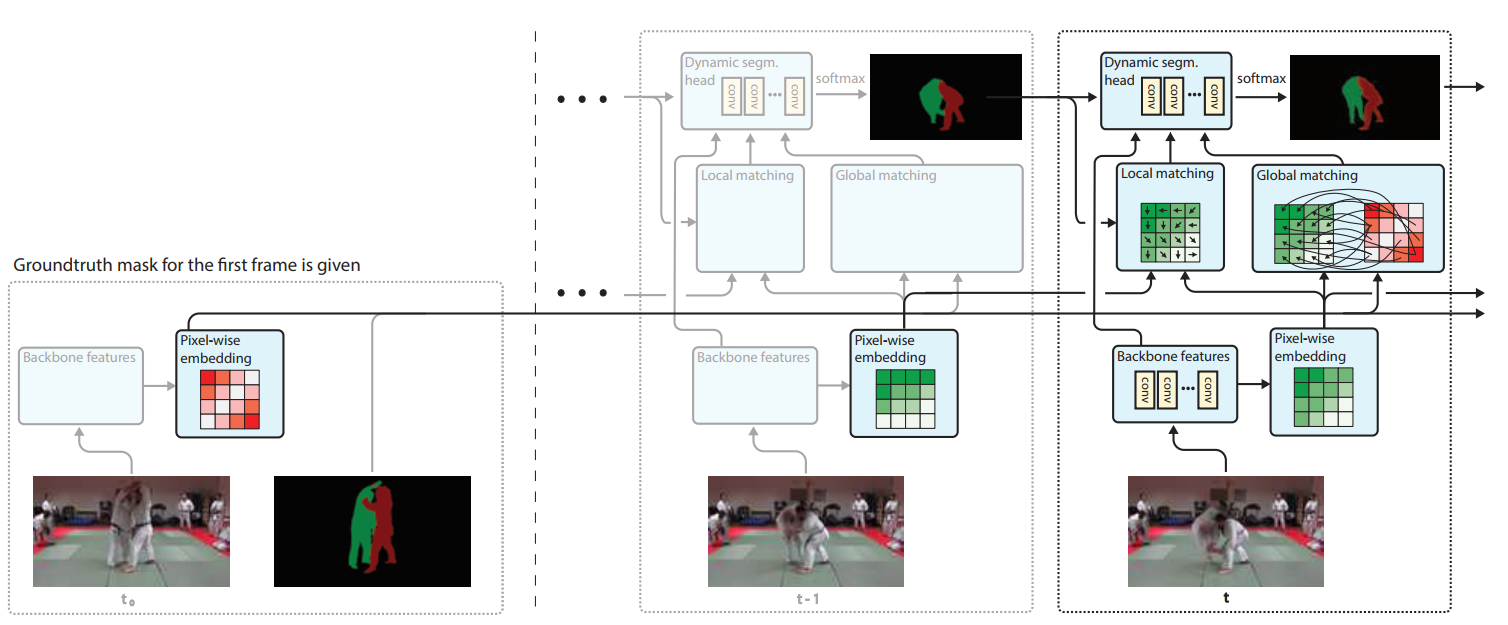 Groundtruth mask for the first frame is given
Backbone features
Pixel-wise
embedding
t₀
• • •
• • •
Dynamic segm.
head
conv
conv
•••
conv
softmax
Local matching
Global matching
Backbone features
Pixel-wise
embedding
t-1
Dynamic segm.
head
conv
conv
•••
conv
softmax
Local matching
Global matching
Backbone features
conv
conv
•••
conv
Pixel-wise
embedding
t